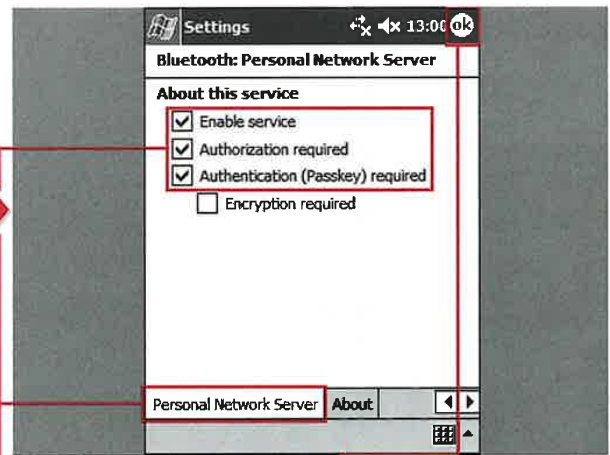 Settings 13:00 ok
Bluetooth: Personal Network Server
About this service
Enable service
Authorization required
Authentication (Passkey) required
Encryption required
Personal Network Server About